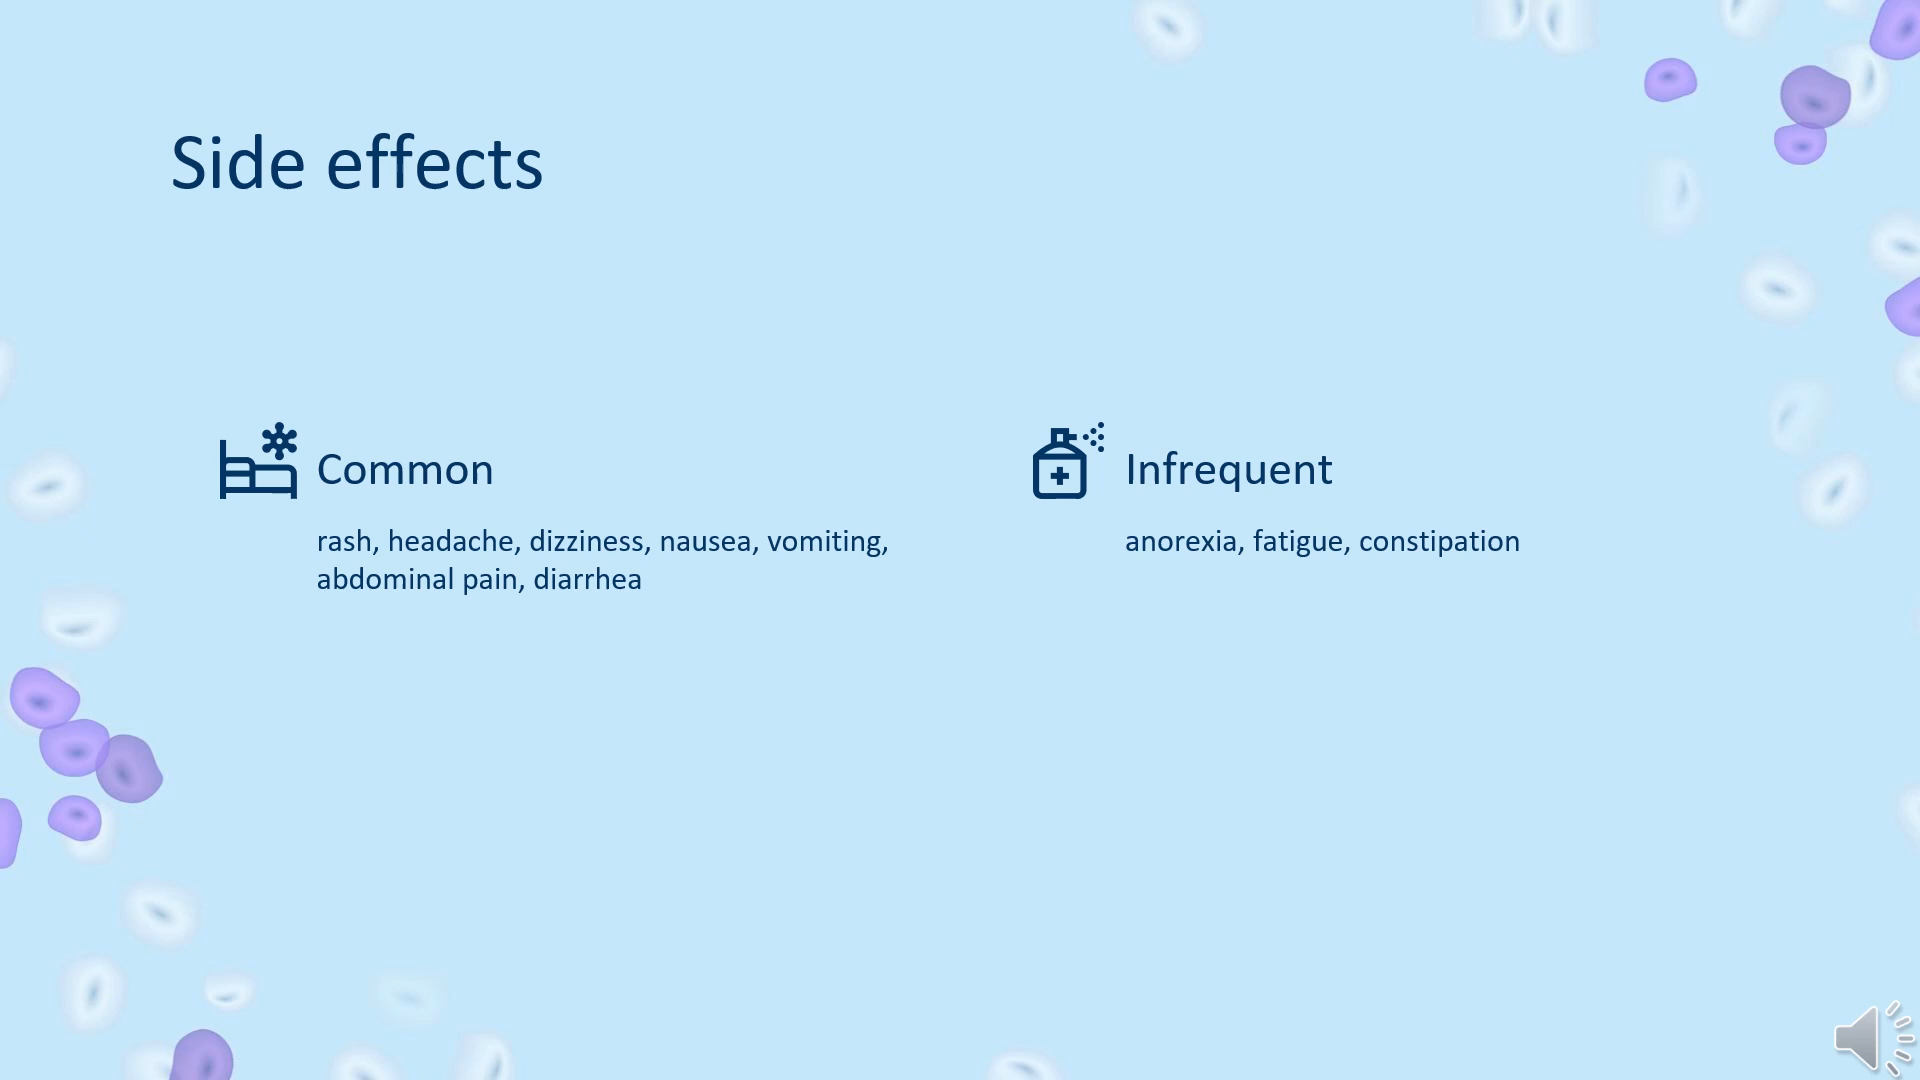 Side effects
Common
rash, headache, dizziness, nausea, vomiting,
abdominal pain, diarrhea
Infrequent
anorexia, fatigue, constipation